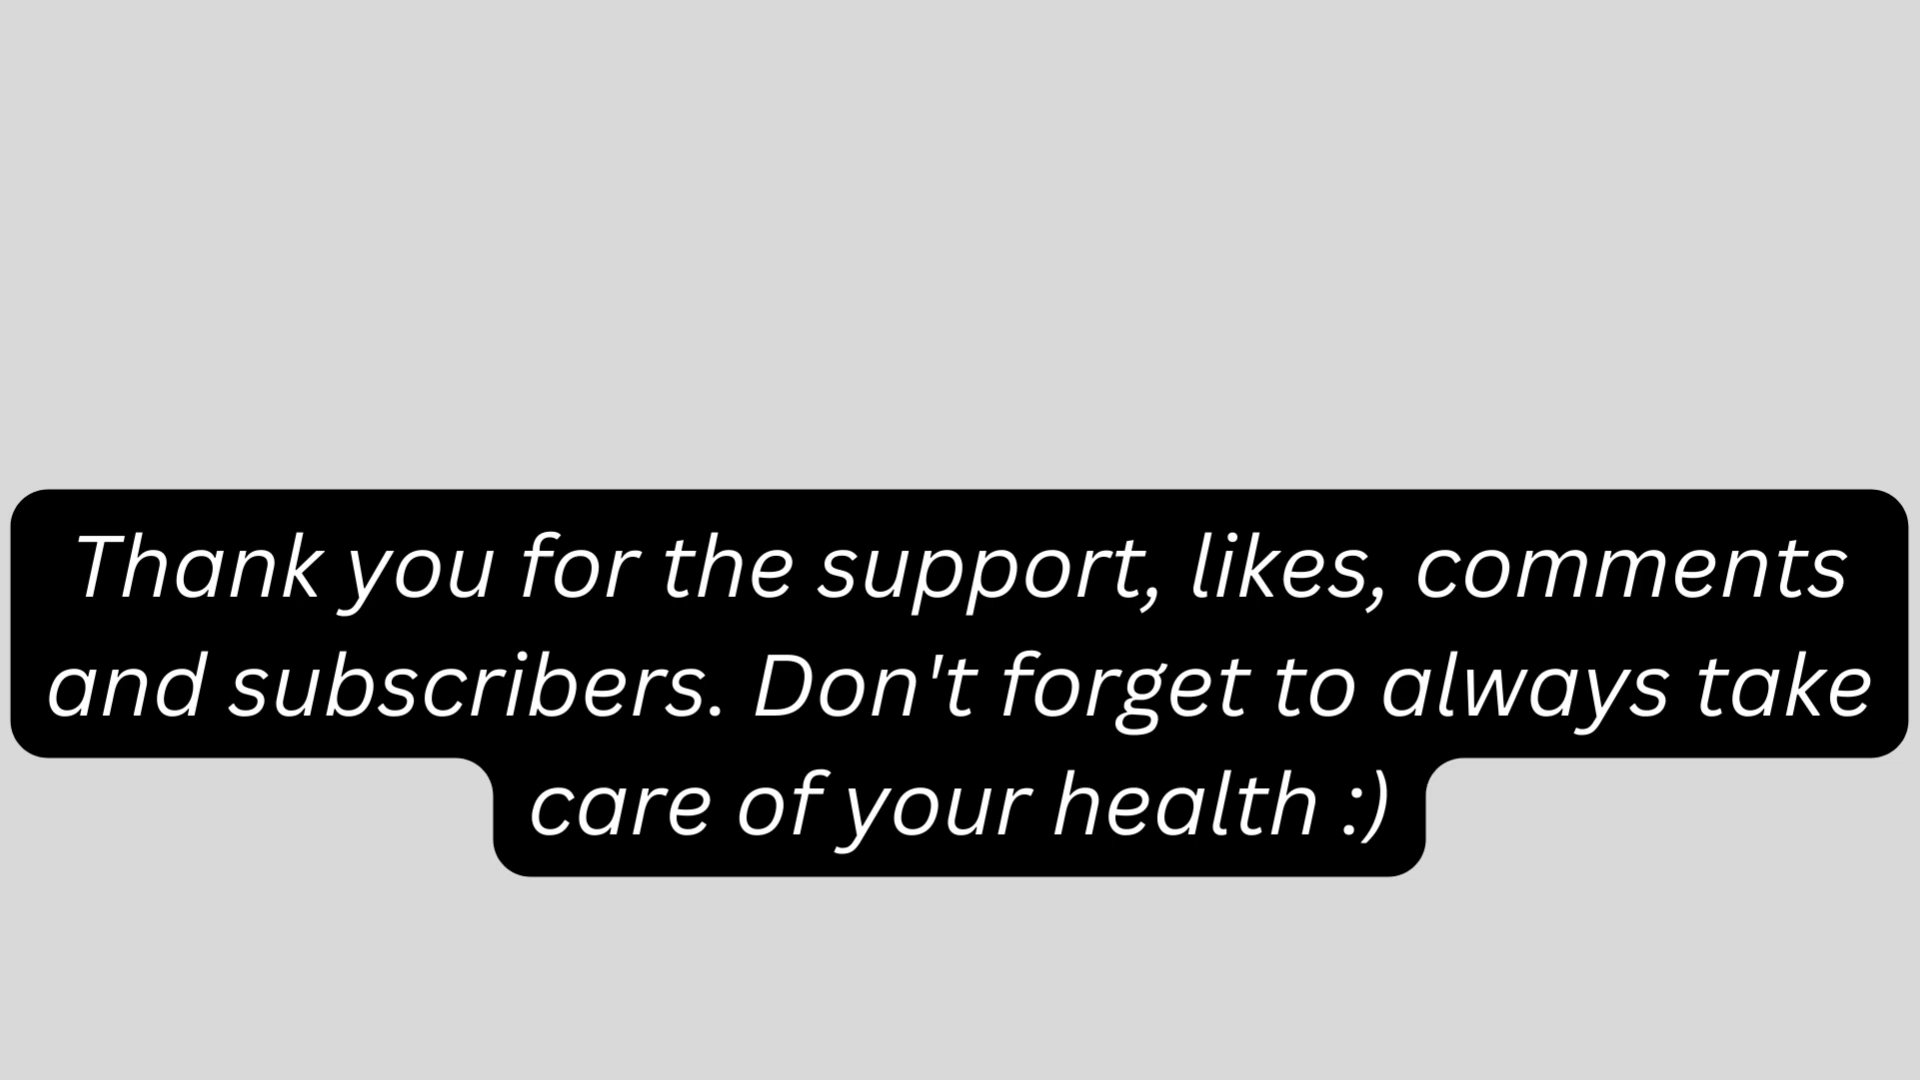 Thank you for the support, likes, comments
and subscribers. Don't forget to always take
care of your health :)